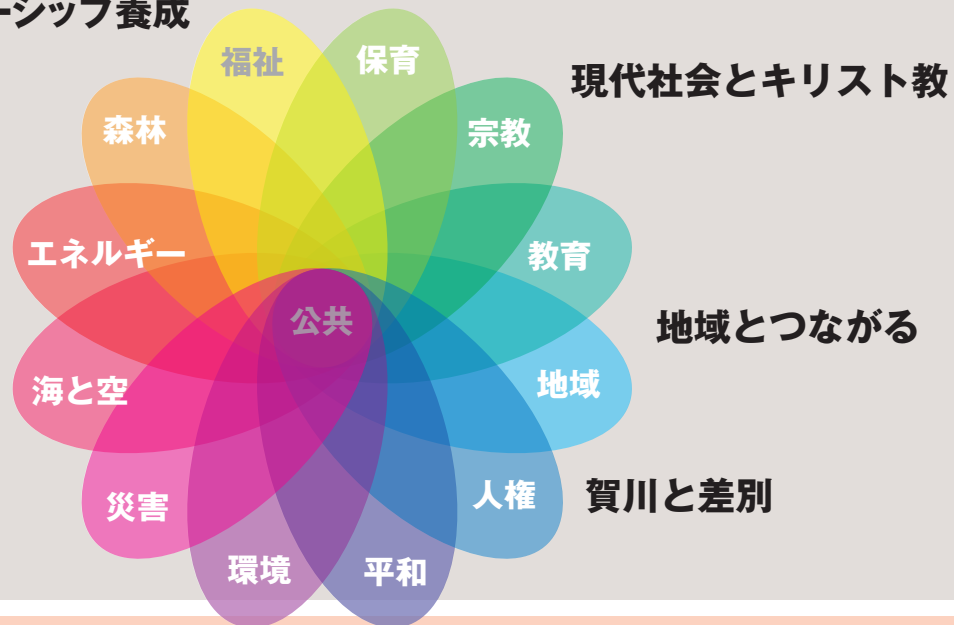 ーシップ養成
福祉
保育
現代社会とキリスト教
森林
宗教
エネルギー
教育
公共
地域とつながる
海と空
地域
災害
人権
賀川と差別
環境
平和